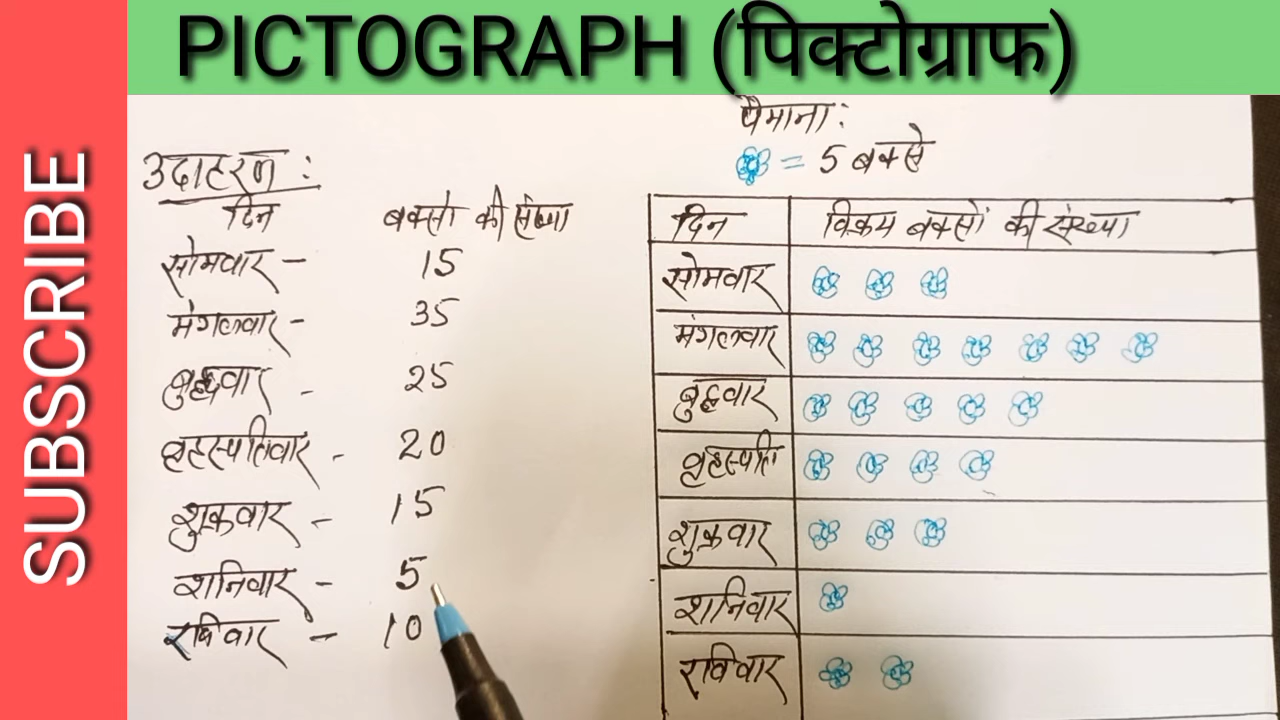 PICTOGRAPH (पिक्टोग्राफ)
SUBSCRIBE
उदाहरण :
दिन बक्सो की संख्या
सोमवार - 15
मंगलवार - 35
बुद्धवार - 25
बृहस्पतिवार - 20
शुक्रवार - 15
शनिवार - 5
रविवार - 10
पैमाना :
= 5 बक्से
दिन विक्रय बक्सों की संख्या
सोमवार
मंगलवार
बुद्धवार
बृहस्पति
शुक्रवार
शनिवार
रविवार